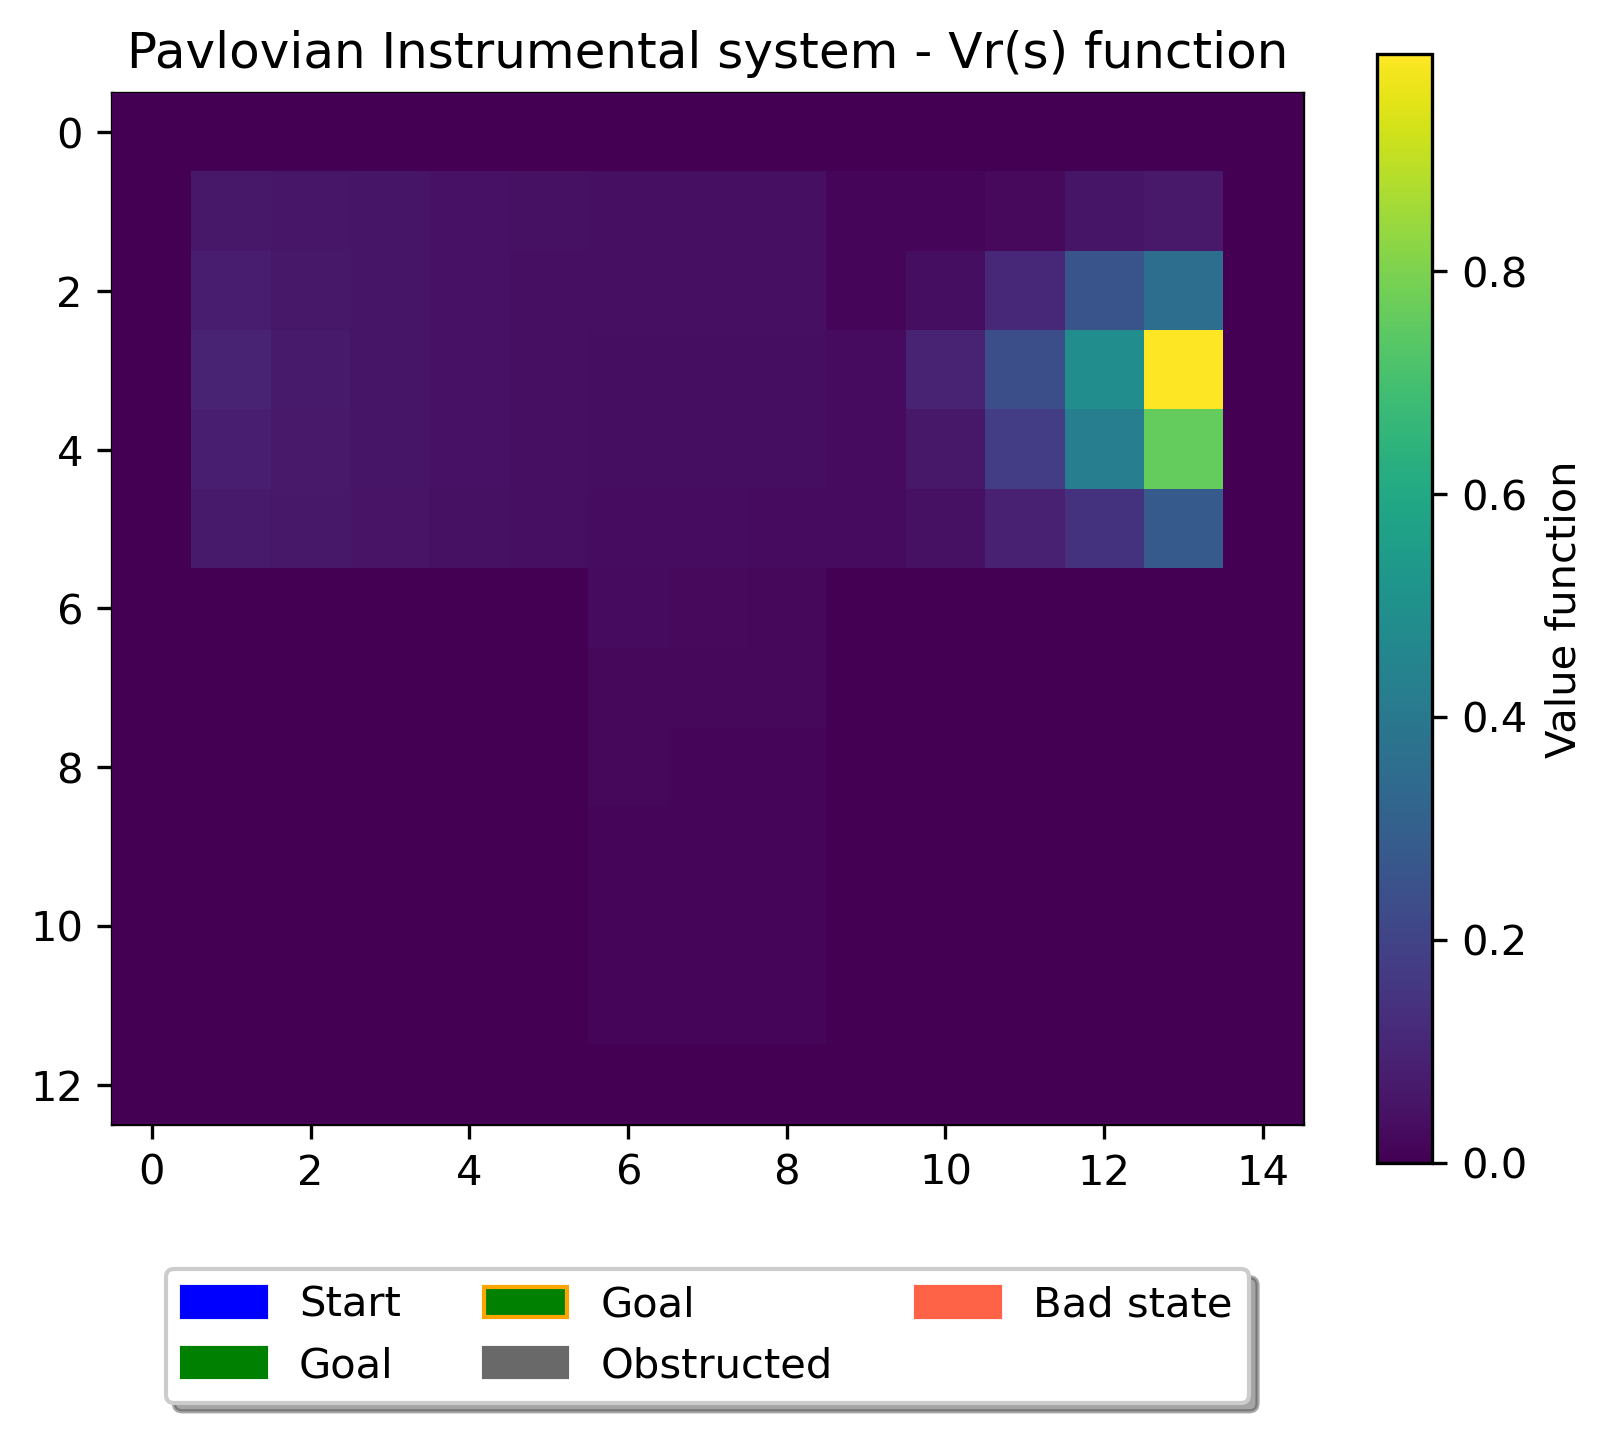 Pavlovian Instrumental system - Vr(s) function
0
2
4
6
8
10
12
0 2 4 6 8 10 12 14
0.8
0.6
0.4
0.2
0.0
Value function
Start Goal Bad state
Goal Obstructed